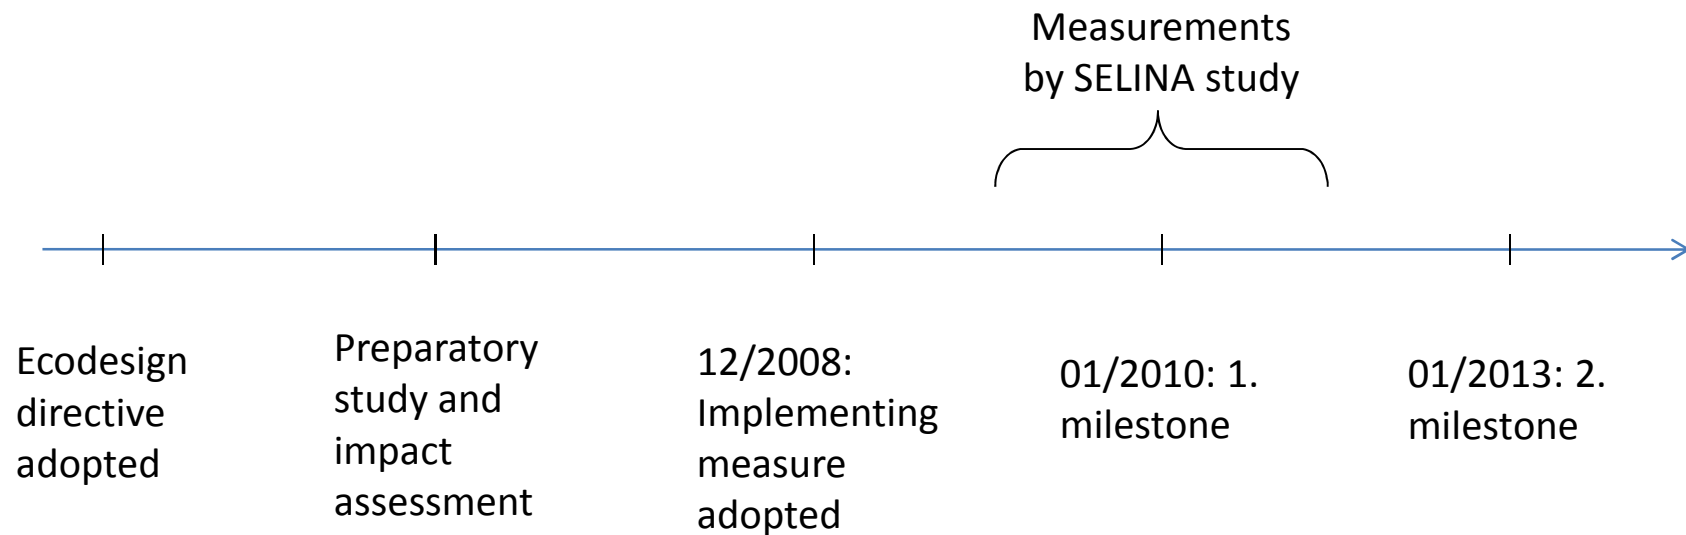 Measurements
by SELINA study
Ecodesign
directive
adopted
Preparatory
study and
impact
assessment
12/2008:
Implementing
measure
adopted
01/2010: 1.
milestone
01/2013: 2.
milestone